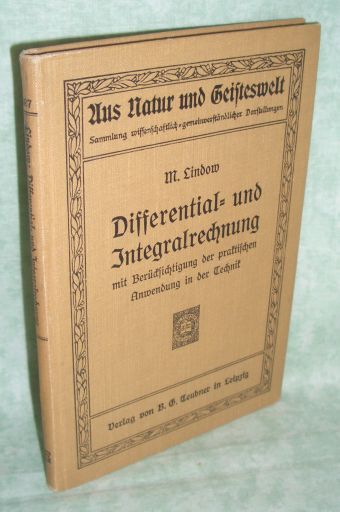 Aus Natur und Geisteswelt
Sammlung wissenschaftlich-gemeinverständlicher Darstellungen
M. Lindow
Differential- und
Integralrechnung
mit Berücksichtigung der praktischen
Anwendung in der Technik
Verlag von B. G. Teubner in Leipzig